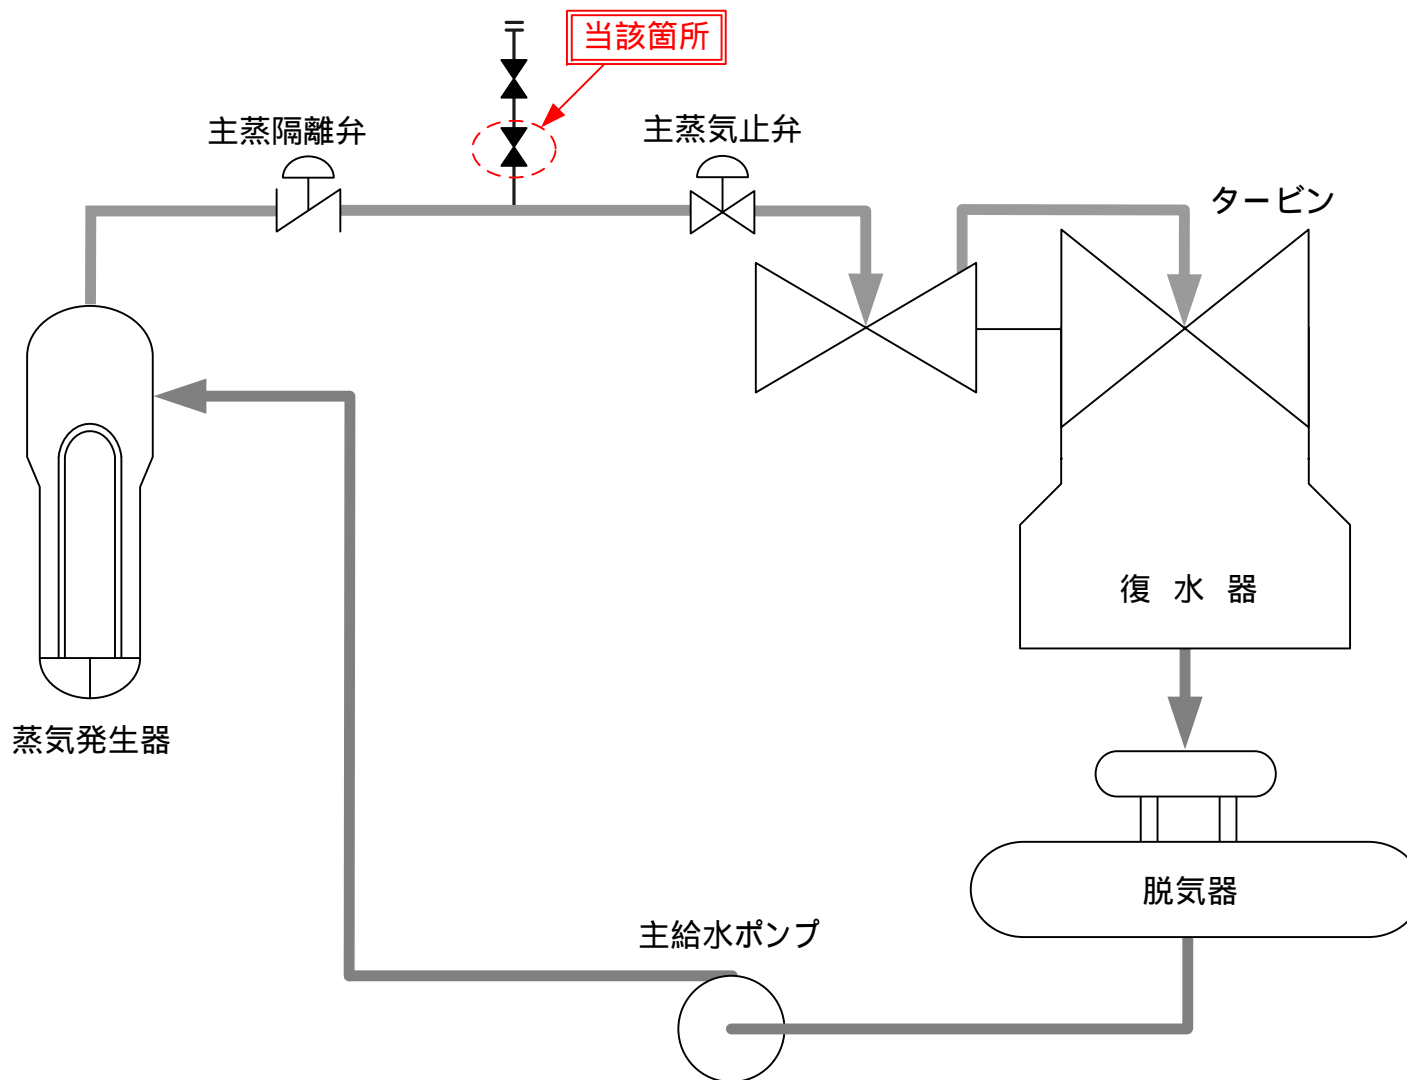 当該箇所
主蒸隔離弁
主蒸気止弁
タービン
復 水 器
蒸気発生器
脱気器
主給水ポンプ